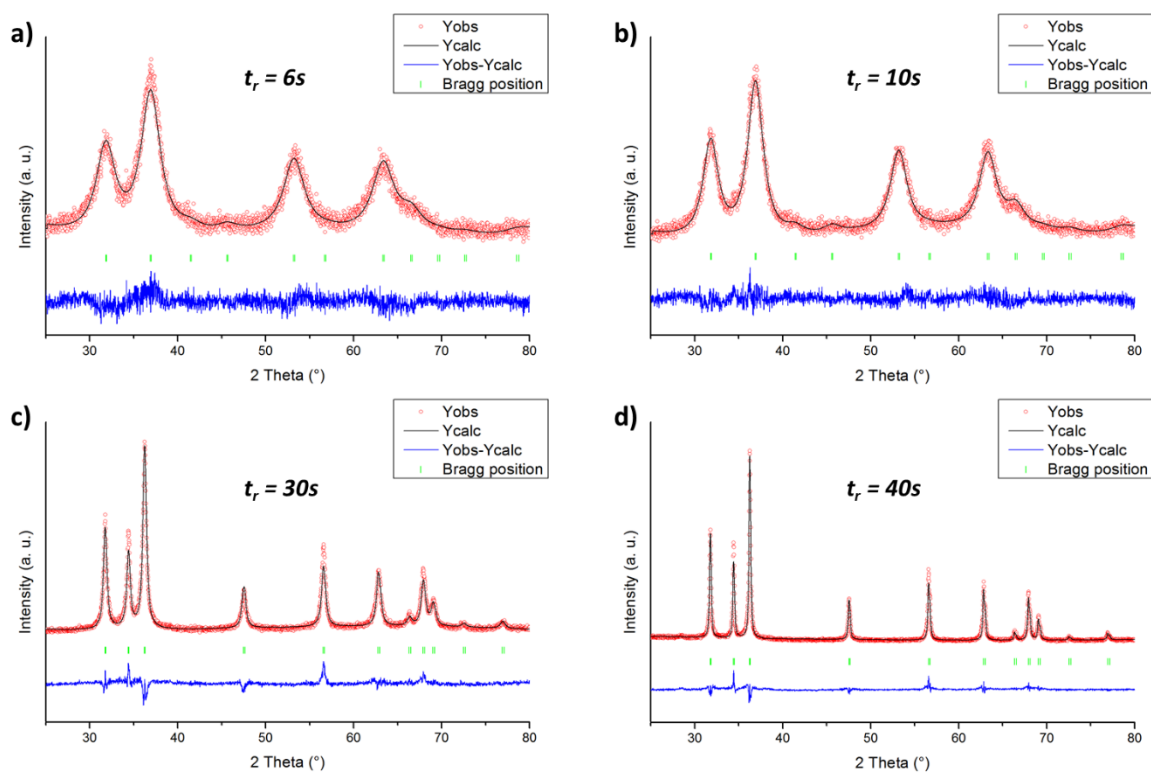 a)
Yobs
Ycalc
Yobs-Ycalc
Bragg position
t_r = 6s
Intensity (a. u.)
30 40 50 60 70 80
2 Theta (°)
b)
Yobs
Ycalc
Yobs-Ycalc
Bragg position
t_r = 10s
Intensity (a. u.)
30 40 50 60 70 80
2 Theta (°)
c)
Yobs
Ycalc
Yobs-Ycalc
Bragg position
t_r = 30s
Intensity (a. u.)
30 40 50 60 70 80
2 Theta (°)
d)
Yobs
Ycalc
Yobs-Ycalc
Bragg position
t_r = 40s
Intensity (a. u.)
30 40 50 60 70 80
2 Theta (°)